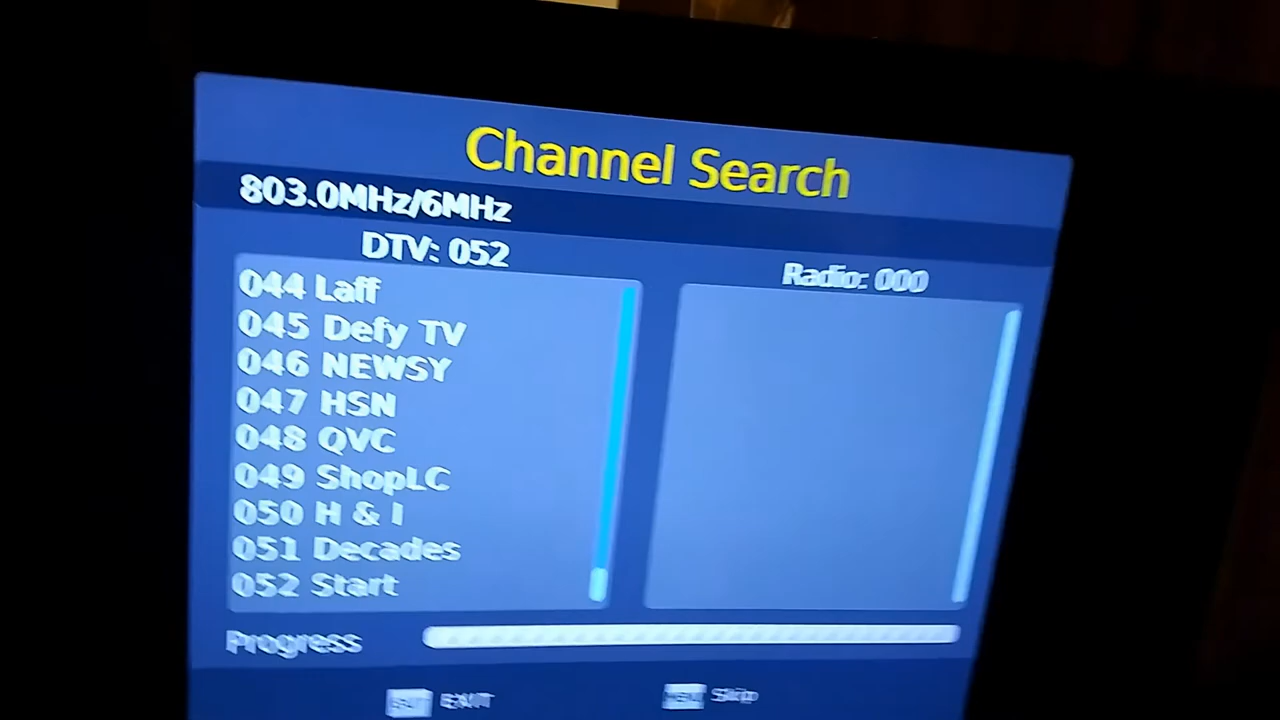 Channel Search
803.0MHz/6MHz
DTV: 052
Radio: 000
044 Laff
045 Defy TV
046 NEWSY
047 HSN
048 QVC
049 ShopLC
050 H & I
051 Decades
052 Start
Progress
EXIT
Skip